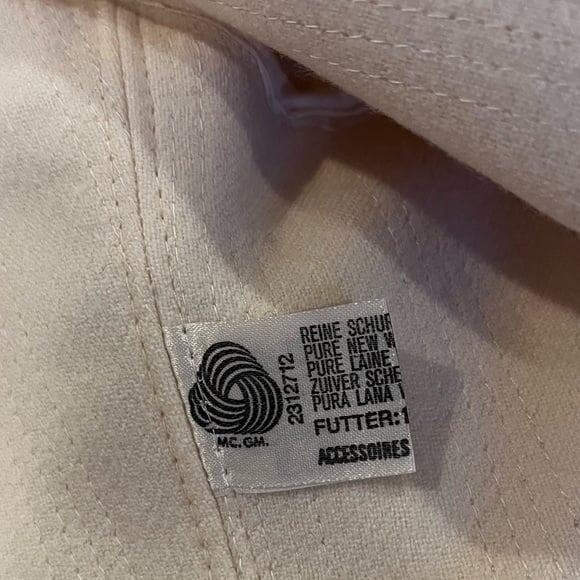 REINE SCHUR
PURE NEW W
PURE LAINE
ZUIVER SCHE
PURA LANA V
FUTTER:1
ACCESSOIRES
2312712
MC. GM.